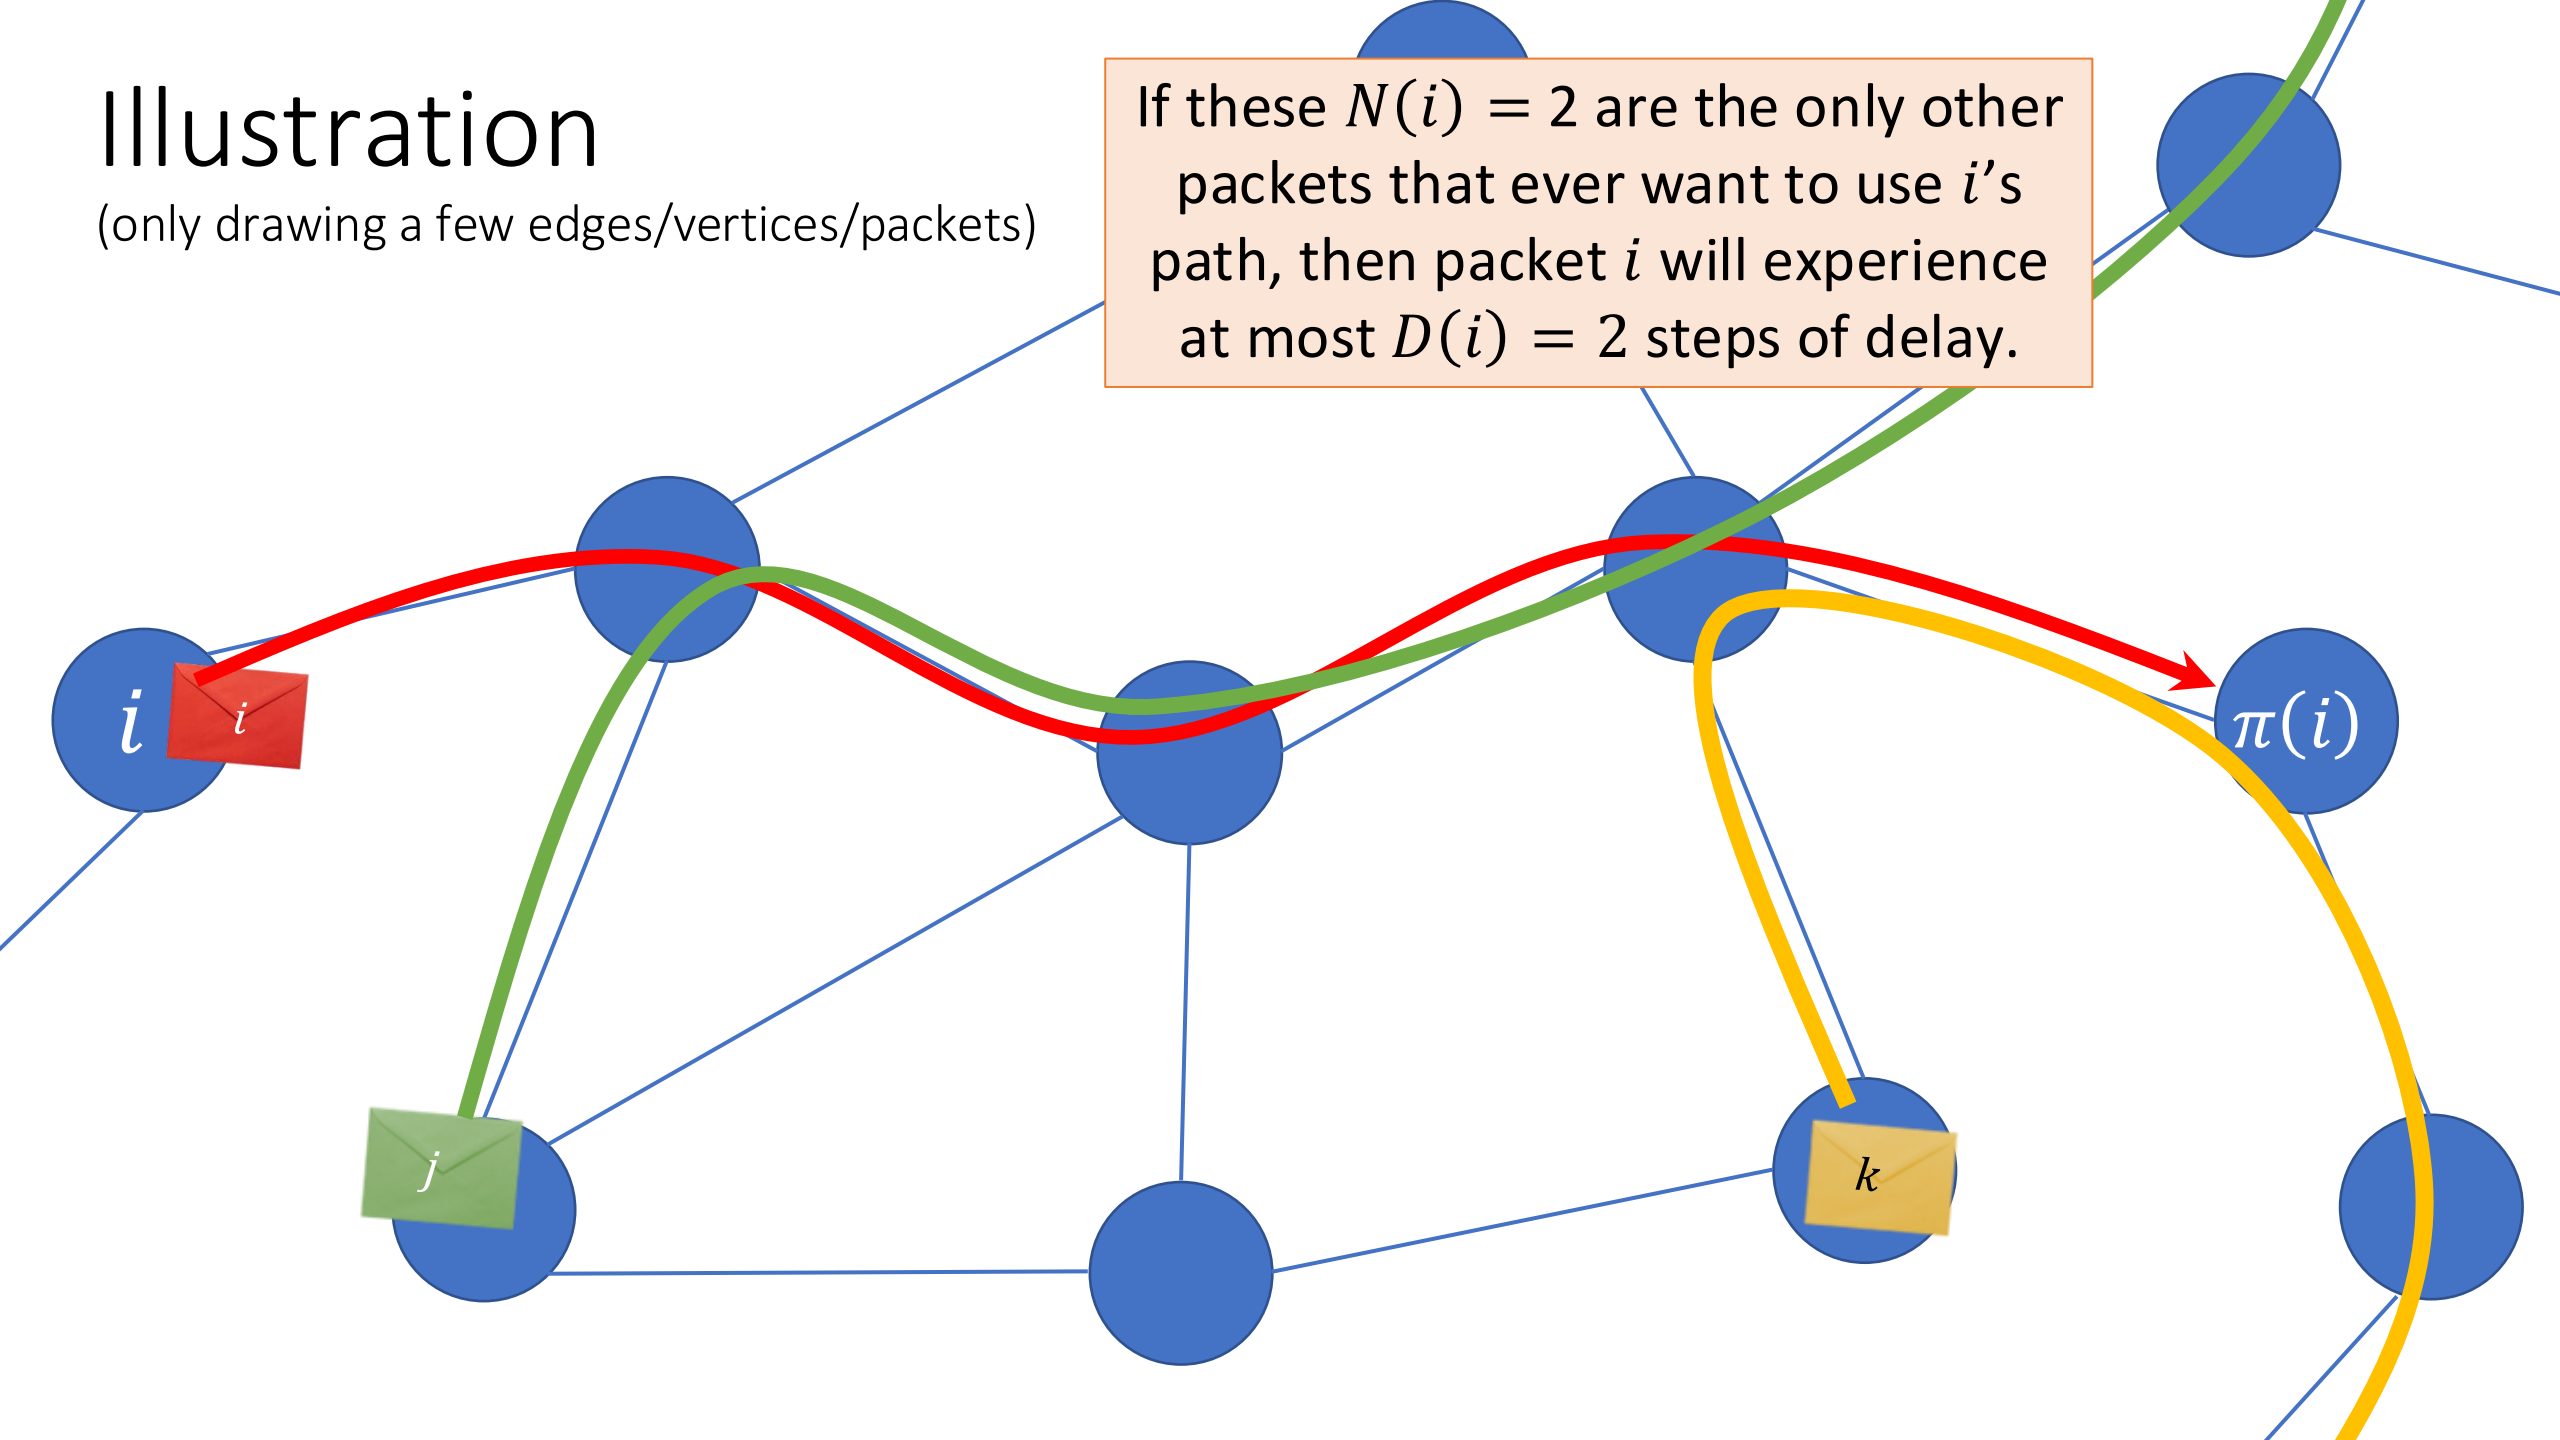 Illustration
(only drawing a few edges/vertices/packets)
If these N(i) = 2 are the only other
packets that ever want to use i’s
path, then packet i will experience
at most D(i) = 2 steps of delay.
i
i
π(i)
j
k